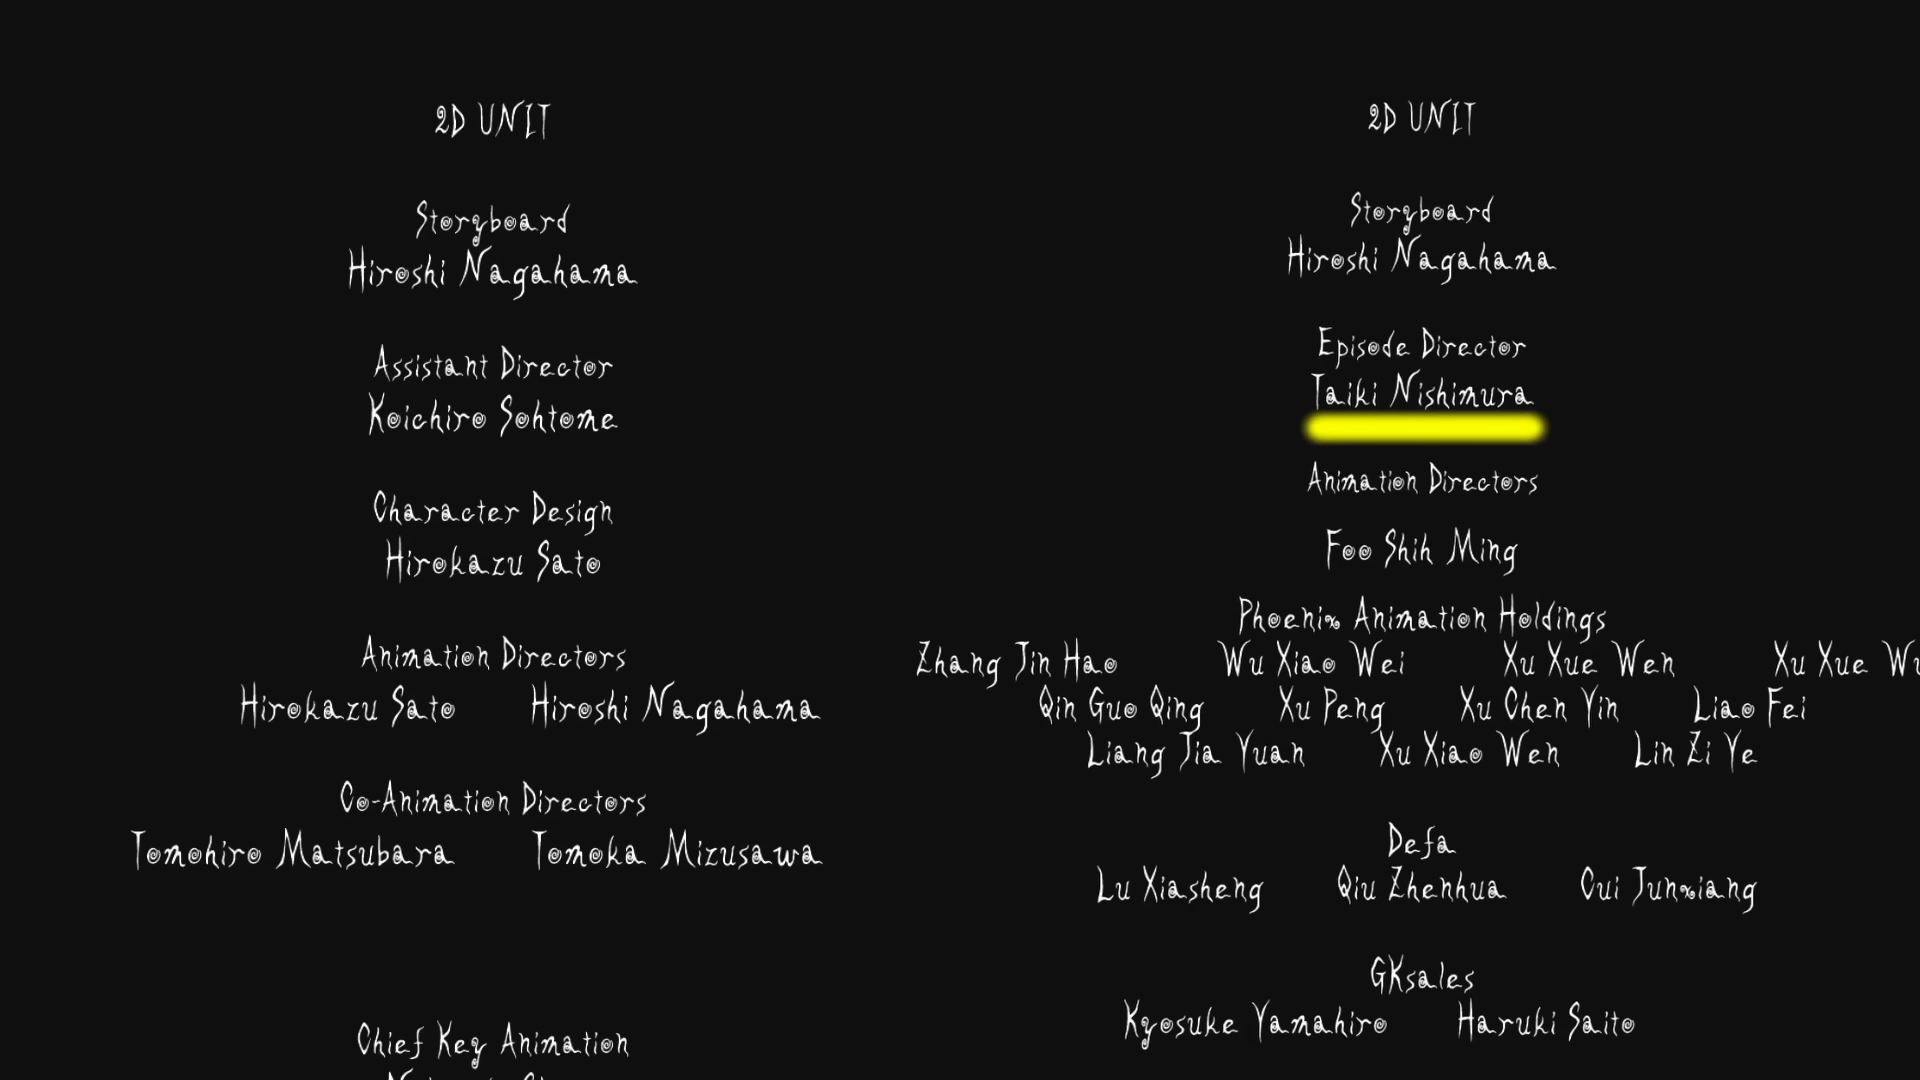 2D UNIT
Storyboard
Hiroshi Nagahama
Assistant Director
Koichiro Sohtome
Character Design
Hirokazu Sato
Animation Directors
Hirokazu Sato Hiroshi Nagahama
Co-Animation Directors
Tomohiro Matsubara Tomoka Mizusawa
Chief Key Animation
2D UNIT
Storyboard
Hiroshi Nagahama
Episode Director
Taiki Nishimura
Animation Directors
Foo Shih Ming
Phoenix Animation Holdings
Zhang Jin Hao Wu Xiao Wei Xu Xue Wen Xu Xue
Qin Guo Qing Xu Peng Xu Chen Yin Liao Fei
Liang Jia Yuan Xu Xiao Wen Lin Zi Ye
Defa
Lu Xiasheng Qiu Zhenhua Cui Junxiang
GKsales
Kyosuke Yamahiro Haruki Saito